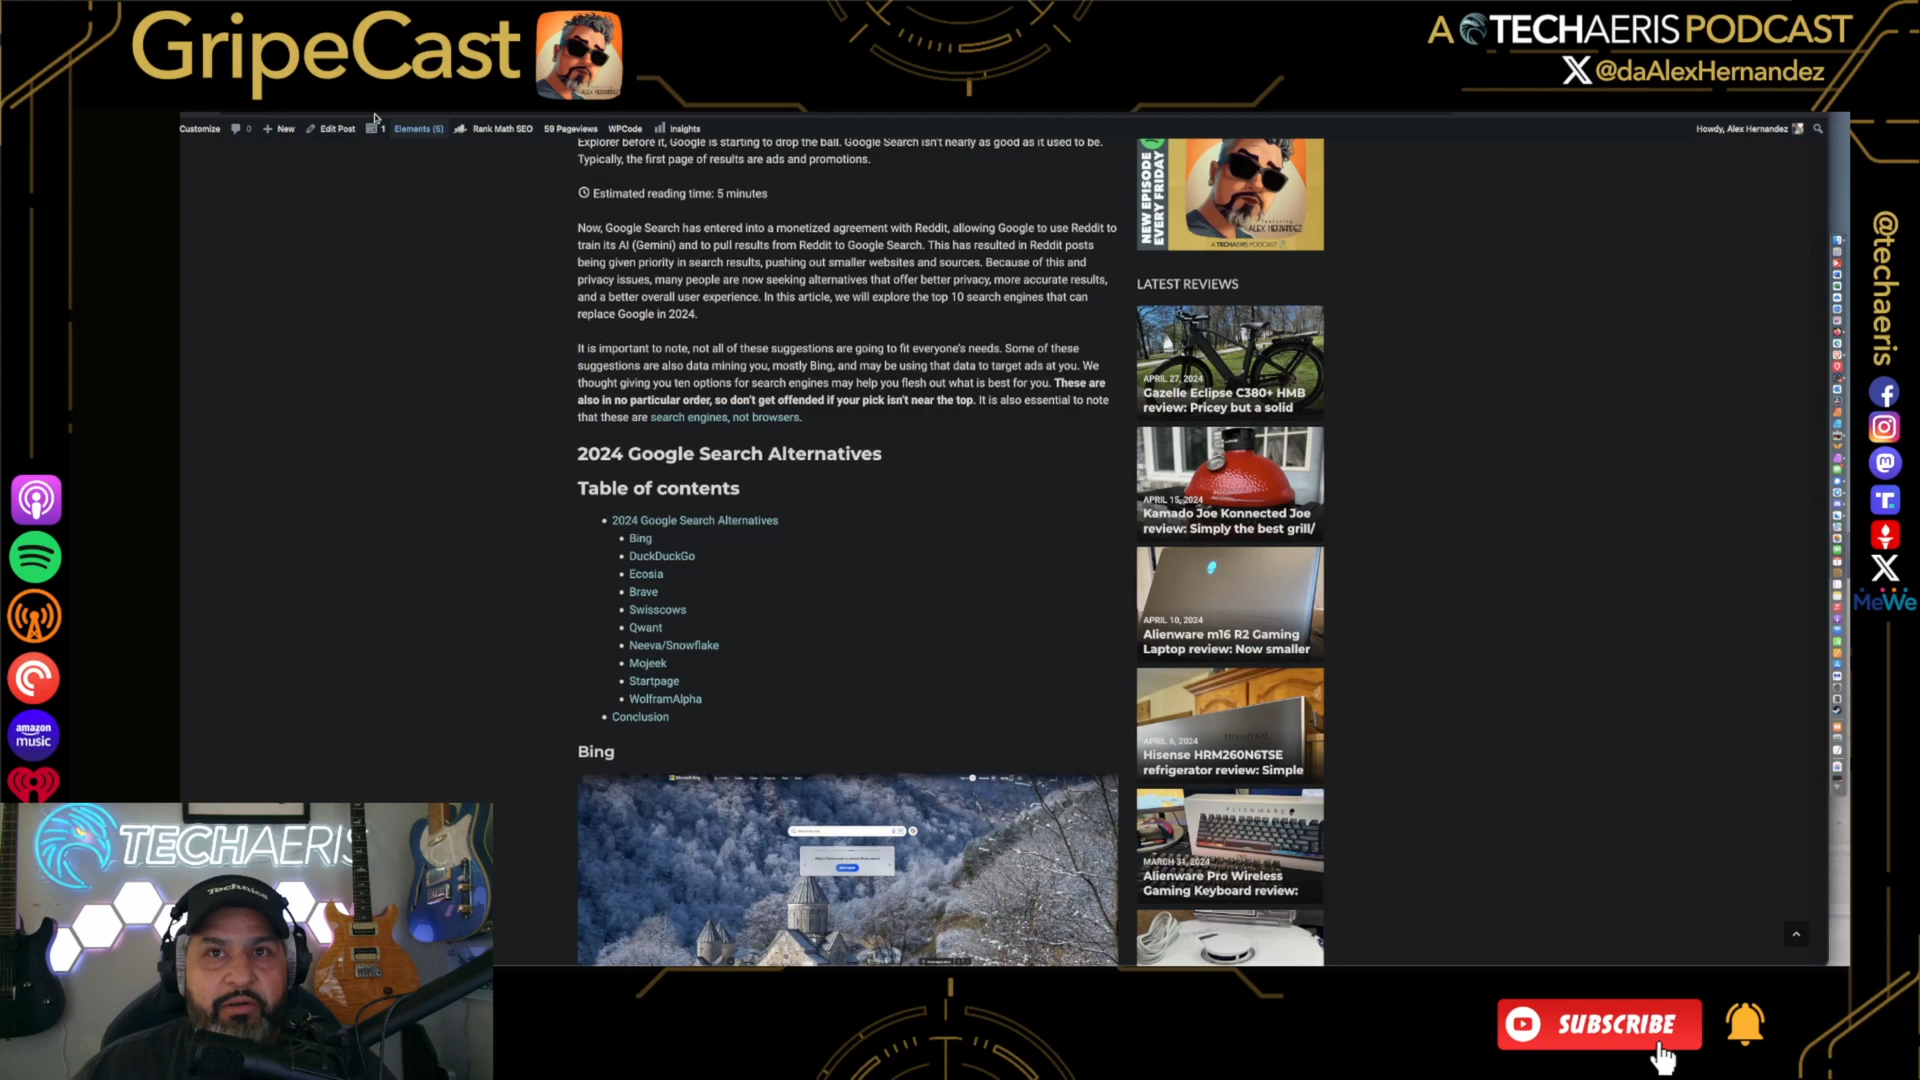 GripeCast
ALEX HERNANDEZ
A TECHAERIS PODCAST
X @daAlexHernandez
Customize
0
New
Edit Post
1
Elements (5)
Rank Math SEO
59 Pageviews
WPCode
Insights
Howdy, Alex Hernandez
Explorer before it, Google is starting to drop the ball. Google Search isn't nearly as good as it used to be.
Typically, the first page of results are ads and promotions.
Estimated reading time: 5 minutes
Now, Google Search has entered into a monetized agreement with Reddit, allowing Google to use Reddit to
train its AI (Gemini) and to pull results from Reddit to Google Search. This has resulted in Reddit posts
being given priority in search results, pushing out smaller websites and sources. Because of this and
privacy issues, many people are now seeking alternatives that offer better privacy, more accurate results,
and a better overall user experience. In this article, we will explore the top 10 search engines that can
replace Google in 2024.
It is important to note, not all of these suggestions are going to fit everyone's needs. Some of these
suggestions are also data mining you, mostly Bing, and may be using that data to target ads at you. We
thought giving you ten options for search engines may help you flesh out what is best for you. These are
also in no particular order, so don't get offended if your pick isn't near the top. It is also essential to note
that these are search engines, not browsers.
2024 Google Search Alternatives
Table of contents
2024 Google Search Alternatives
Bing
DuckDuckGo
Ecosia
Brave
Swisscows
Qwant
Neeva/Snowflake
Mojeek
Startpage
WolframAlpha
Conclusion
Bing
NEW EPISODE
EVERY FRIDAY
featuring
ALEX HERNANDEZ
A TECHAERIS PODCAST
LATEST REVIEWS
APRIL 27, 2024
Gazelle Eclipse C380+ HMB
review: Pricey but a solid
APRIL 15, 2024
Kamado Joe Konnected Joe
review: Simply the best grill/
APRIL 10, 2024
Alienware m16 R2 Gaming
Laptop review: Now smaller
Hisense
APRIL 6, 2024
Hisense HRM260N6TSE
refrigerator review: Simple
ALIENWARE
MARCH 31, 2024
Alienware Pro Wireless
Gaming Keyboard review:
@techaeris
MeWe
amazon
music
TECHAERIS
Technics
SUBSCRIBE